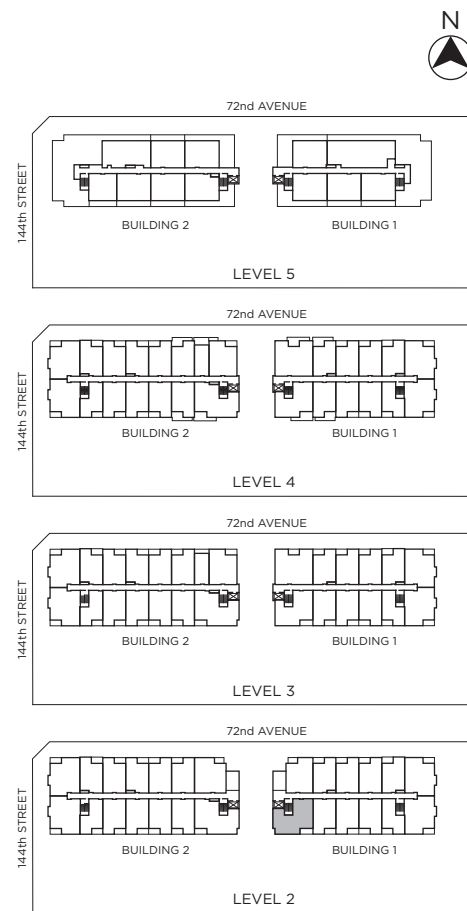 N
72nd AVENUE
144th STREET
BUILDING 2
BUILDING 1
LEVEL 5
72nd AVENUE
144th STREET
BUILDING 2
BUILDING 1
LEVEL 4
72nd AVENUE
144th STREET
BUILDING 2
BUILDING 1
LEVEL 3
72nd AVENUE
144th STREET
BUILDING 2
BUILDING 1
LEVEL 2